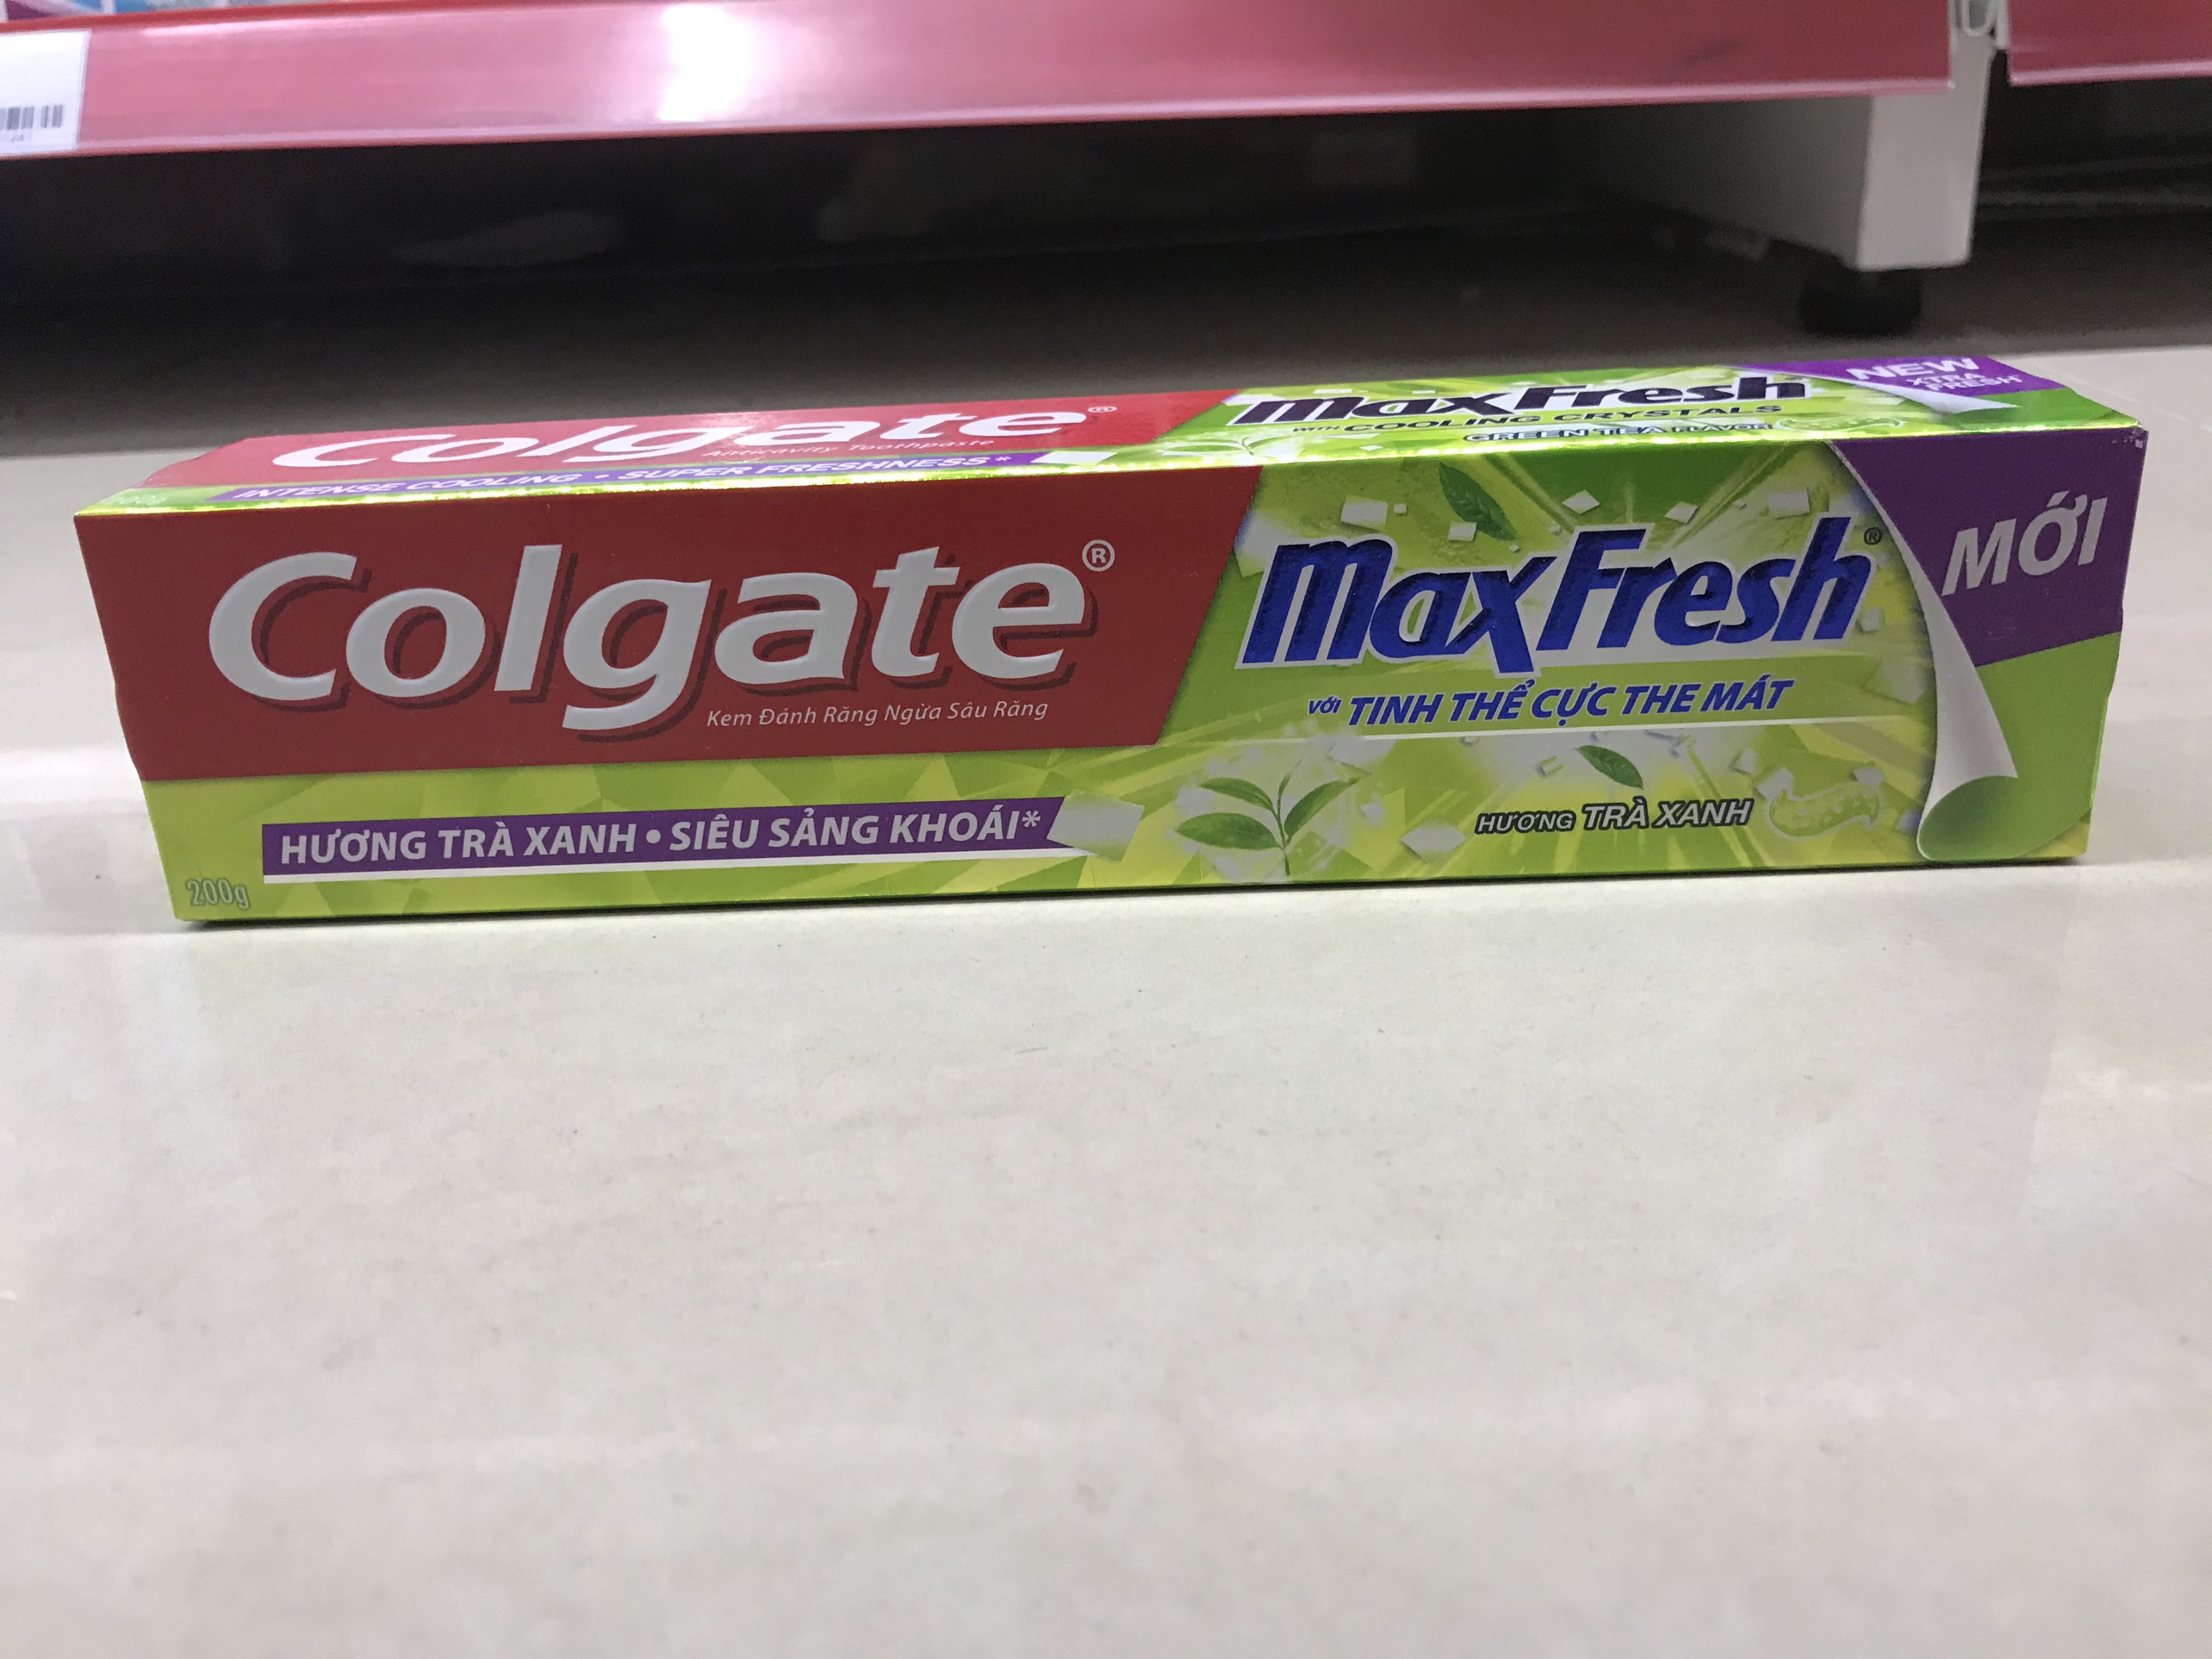 Colgate®
Anticavity Toothpaste
INTENSE COOLING • SUPER FRESHNESS*
MaxFresh
WITH COOLING CRYSTALS
GREEN TEA FLAVOR
NEW
XTRA
FRESH*
Colgate®
Kem Đánh Răng Ngừa Sâu Răng
HƯƠNG TRÀ XANH • SIÊU SẢNG KHOÁI*
200g
MaxFresh®
VỚI TINH THỂ CỰC THE MÁT
HƯƠNG TRÀ XANH
MỚI